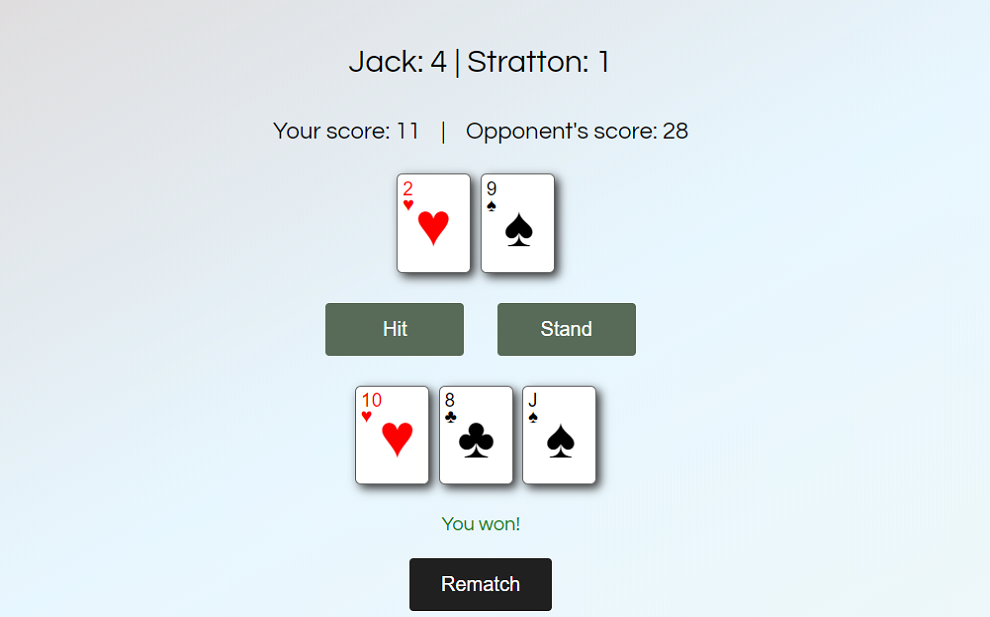 Jack: 4 | Stratton: 1
Your score: 11 | Opponent's score: 28
2 9
Hit Stand
10 8 J
You won!
Rematch